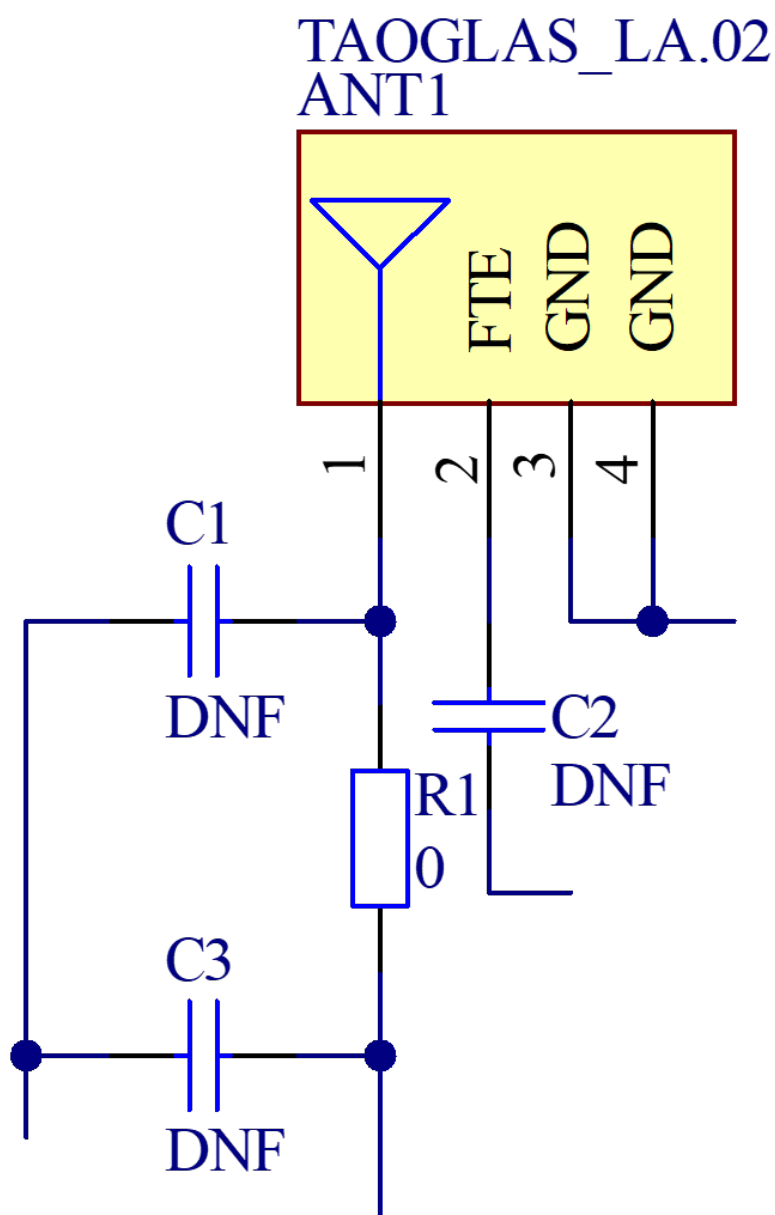 TAOGLAS_LA.02
ANT1
FTE
GND
GND
1
2
3
4
C1
DNF
C2
DNF
R1
0
C3
DNF